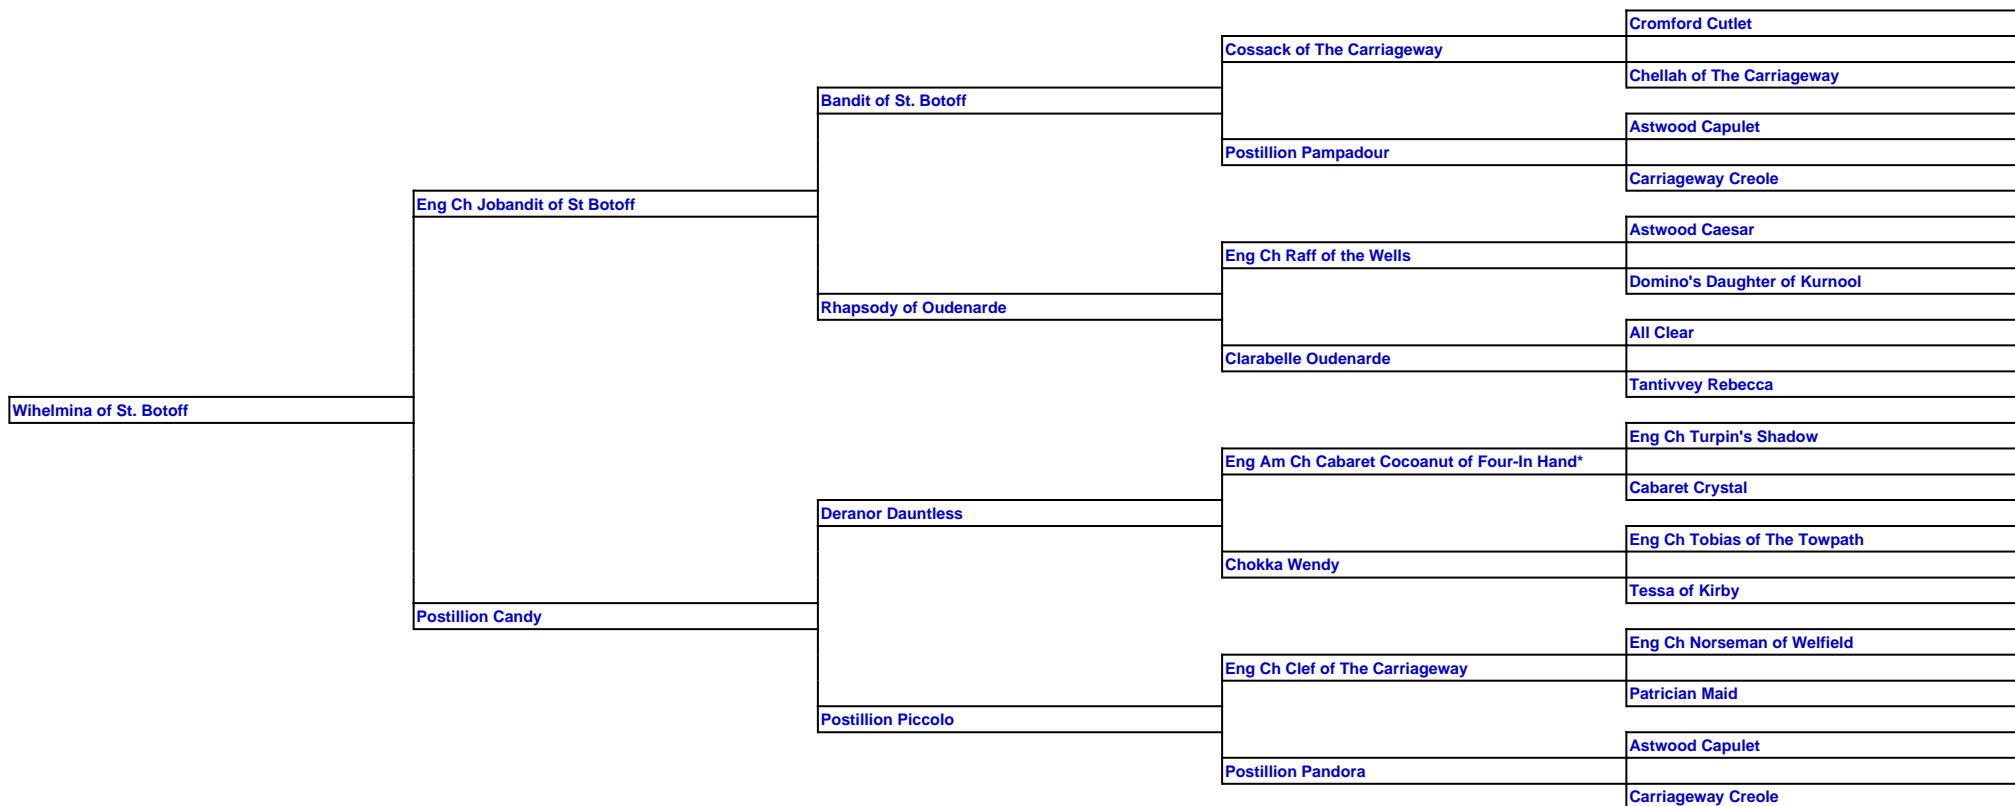 Cromford Cutlet
Cossack of The Carriageway
Chellah of The Carriageway
Bandit of St. Botoff
Astwood Capulet
Postillion Pampadour
Carriageway Creole
Eng Ch Jobandit of St Botoff
Astwood Caesar
Eng Ch Raff of the Wells
Domino's Daughter of Kurnool
Rhapsody of Oudenarde
All Clear
Clarabelle Oudenarde
Tantivvey Rebecca
Wihelmina of St. Botoff
Eng Ch Turpin's Shadow
Eng Am Ch Cabaret Cocoanut of Four-In Hand*
Cabaret Crystal
Deranor Dauntless
Eng Ch Tobias of The Towpath
Chokka Wendy
Tessa of Kirby
Postillion Candy
Eng Ch Norseman of Welfield
Eng Ch Clef of The Carriageway
Patrician Maid
Postillion Piccolo
Astwood Capulet
Postillion Pandora
Carriageway Creole